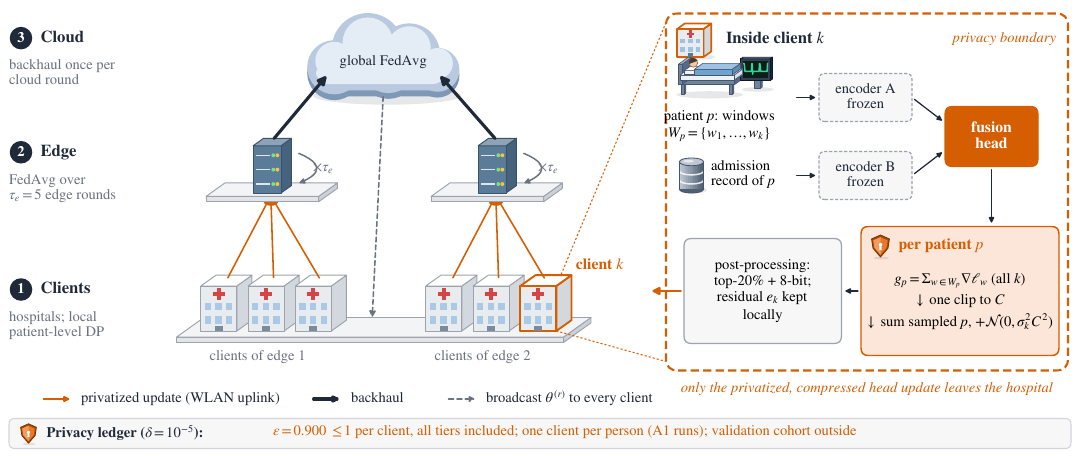 3 Cloud
backhaul once per
cloud round
2 Edge
FedAvg over
τₑ = 5 edge rounds
1 Clients
hospitals; local
patient-level DP
global FedAvg
×τₑ
×τₑ
clients of edge 1
clients of edge 2
client k
Inside client k
privacy boundary
patient p: windows
Wₚ = {w₁, …, wₖ}
admission
record of p
encoder A
frozen
encoder B
frozen
fusion
head
per patient p
gₚ = Σ_{w∈Wₚ} ∇ℓ_w (all k)
↓ one clip to C
↓ sum sampled p, +𝒩(0, σₖ²C²)
post-processing:
top-20% + 8-bit;
residual eₖ kept
locally
only the privatized, compressed head update leaves the hospital
privatized update (WLAN uplink)
backhaul
broadcast θ⁽ʳ⁾ to every client
Privacy ledger (δ = 10⁻⁵):
ε = 0.900 ≤ 1 per client, all tiers included; one client per person (A1 runs); validation cohort outside